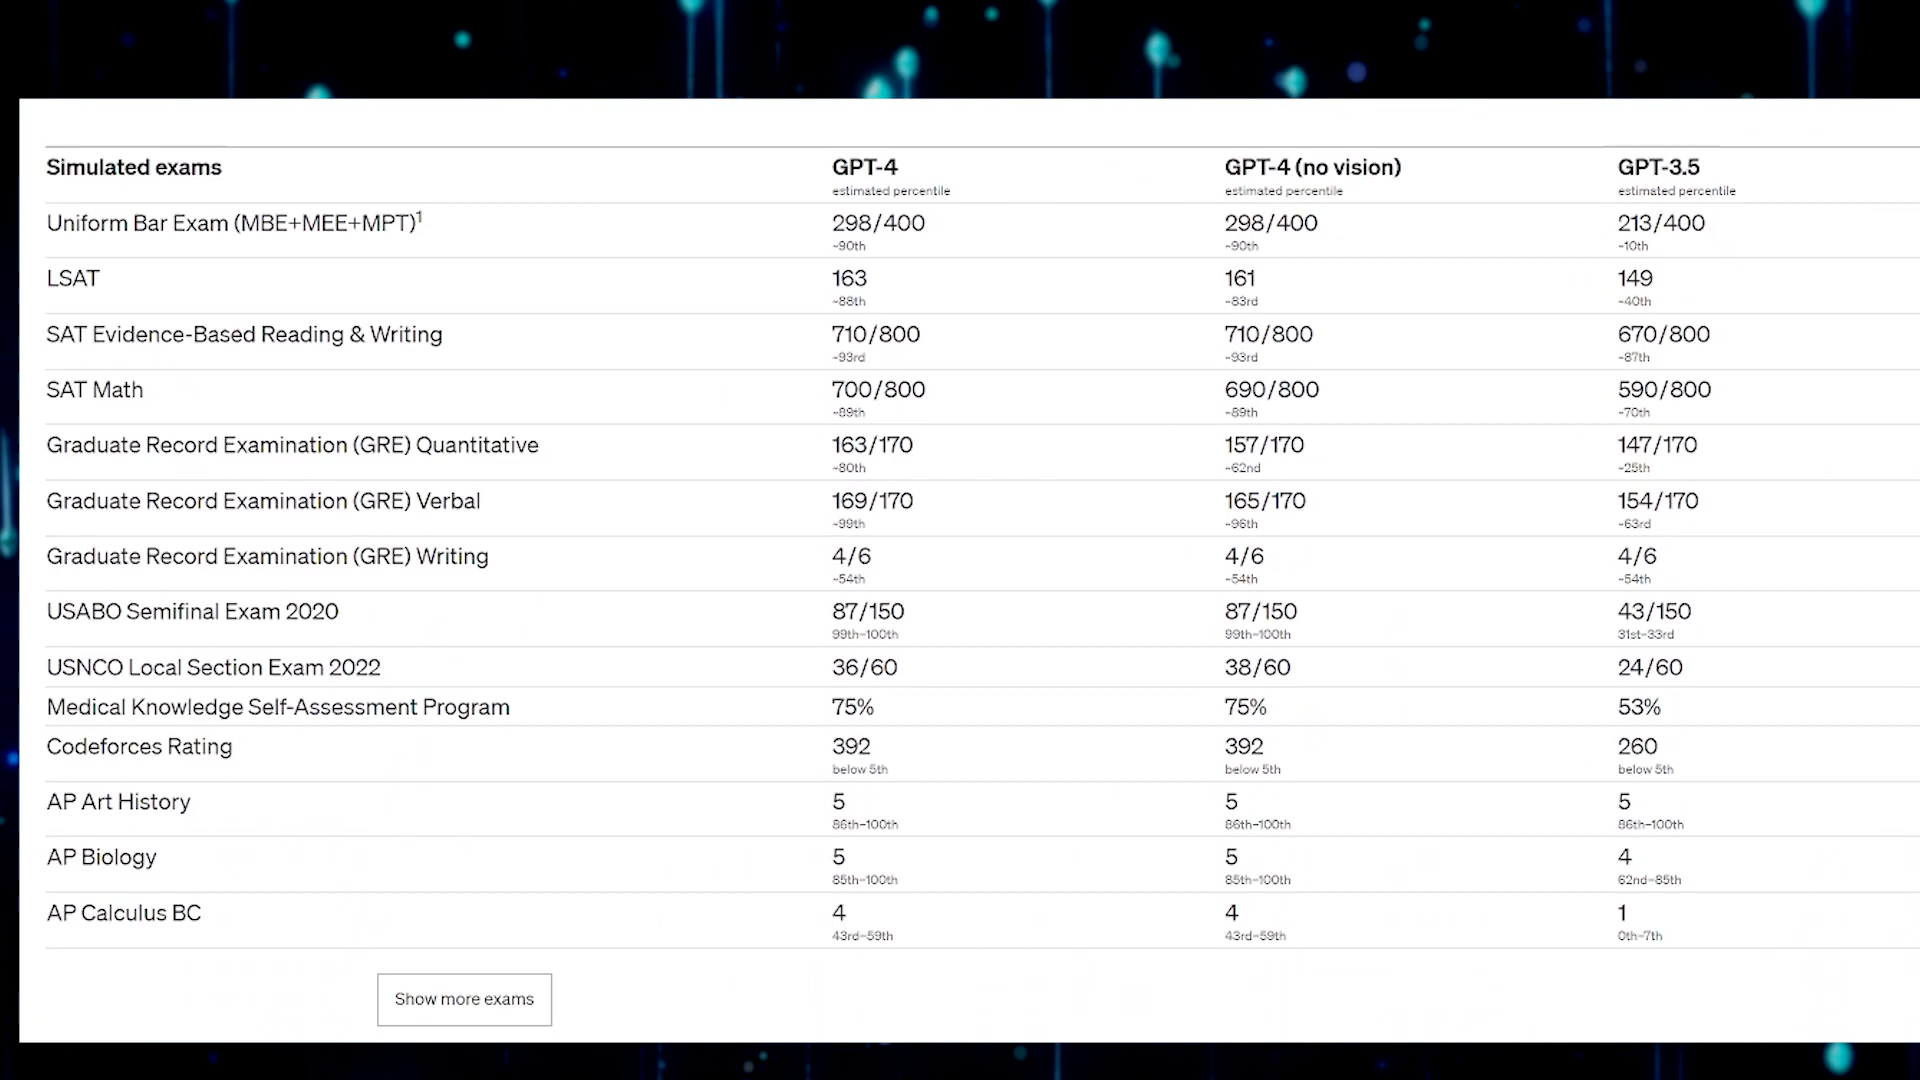 Simulated exams GPT-4 GPT-4 (no vision) GPT-3.5
estimated percentile estimated percentile estimated percentile
Uniform Bar Exam (MBE+MEE+MPT)1 298/400 298/400 213/400
~90th ~90th ~10th
LSAT 163 161 149
~88th ~83rd ~40th
SAT Evidence-Based Reading & Writing 710/800 710/800 670/800
~93rd ~93rd ~87th
SAT Math 700/800 690/800 590/800
~89th ~89th ~70th
Graduate Record Examination (GRE) Quantitative 163/170 157/170 147/170
~80th ~62nd ~25th
Graduate Record Examination (GRE) Verbal 169/170 165/170 154/170
~99th ~96th ~63rd
Graduate Record Examination (GRE) Writing 4/6 4/6 4/6
~54th ~54th ~54th
USABO Semifinal Exam 2020 87/150 87/150 43/150
99th–100th 99th–100th 31st–33rd
USNCO Local Section Exam 2022 36/60 38/60 24/60
Medical Knowledge Self-Assessment Program 75% 75% 53%
Codeforces Rating 392 392 260
below 5th below 5th below 5th
AP Art History 5 5 5
86th–100th 86th–100th 86th–100th
AP Biology 5 5 4
85th–100th 85th–100th 62nd–85th
AP Calculus BC 4 4 1
43rd–59th 43rd–59th 0th–7th
Show more exams